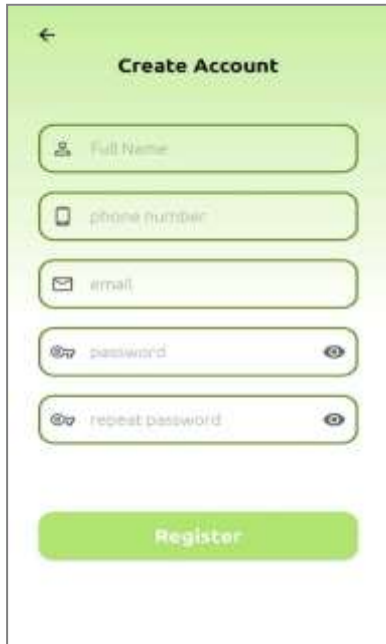 Create Account
Full Name
phone number
email
password
repeat password
Register